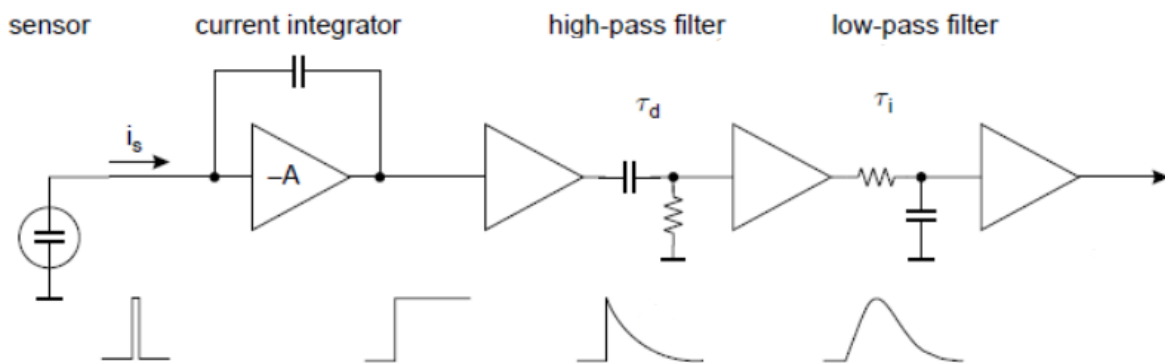 sensor current integrator high-pass filter low-pass filter
τd τi
is
–A